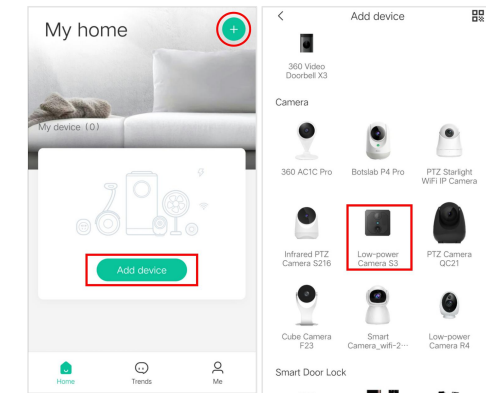 My home
+
My device (0)
Add device
Home
Trends
Me
Add device
360 Video
Doorbell X3
Camera
360 AC1C Pro
Botslab P4 Pro
PTZ Starlight
WiFi IP Camera
Infrared PTZ
Camera S216
Low-power
Camera S3
PTZ Camera
QC21
Cube Camera
F23
Smart
Camera_wifi-2···
Low-power
Camera R4
Smart Door Lock